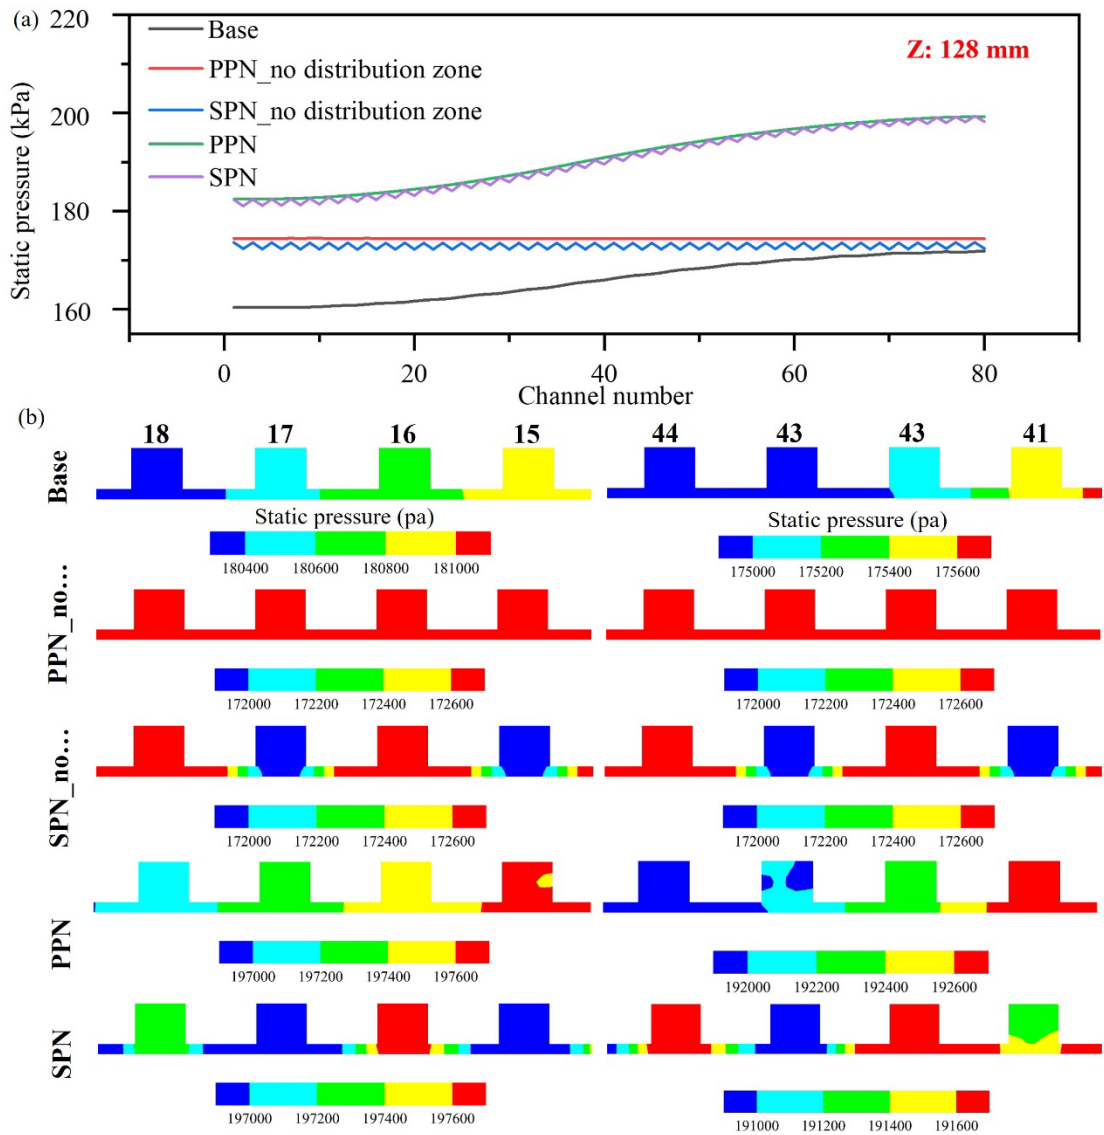 (a)
220
200
180
160
Static pressure (kPa)
Base
PPN_no distribution zone
SPN_no distribution zone
PPN
SPN
Z: 128 mm
0 20 40 60 80
Channel number
(b)
18 17 16 15 44 43 43 41
Base
Static pressure (pa) Static pressure (pa)
180400 180600 180800 181000 175000 175200 175400 175600
PPN_no…
172000 172200 172400 172600 172000 172200 172400 172600
SPN_no…
172000 172200 172400 172600 172000 172200 172400 172600
PPN
197000 197200 197400 197600 192000 192200 192400 192600
SPN
197000 197200 197400 197600 191000 191200 191400 191600